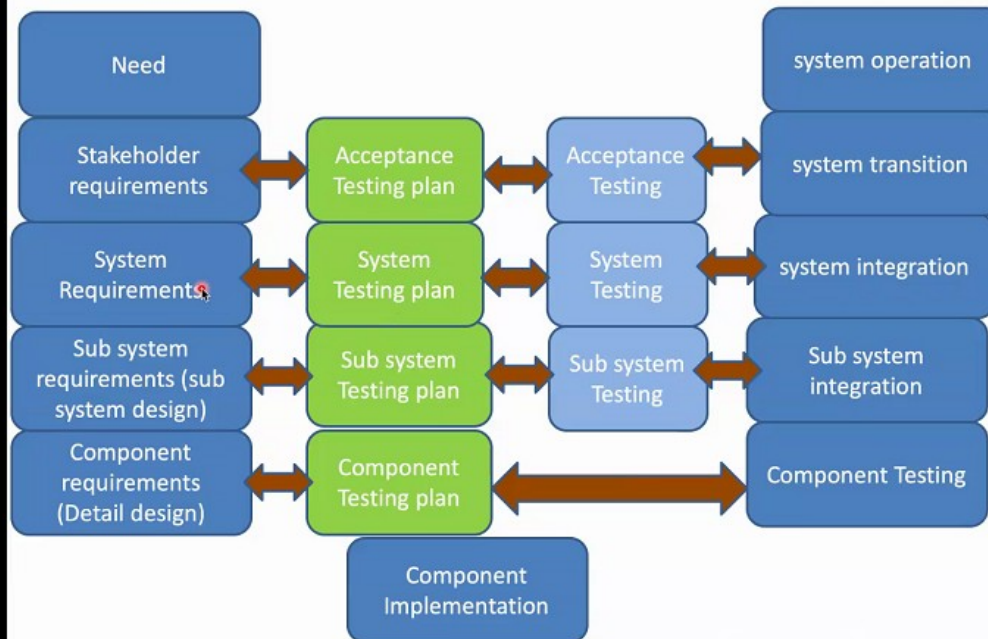 Need
system operation
Stakeholder
requirements
Acceptance
Testing plan
Acceptance
Testing
system transition
System
Requirements
System
Testing plan
System
Testing
system integration
Sub system
requirements (sub
system design)
Sub system
Testing plan
Sub system
Testing
Sub system
integration
Component
requirements
(Detail design)
Component
Testing plan
Component Testing
Component
Implementation